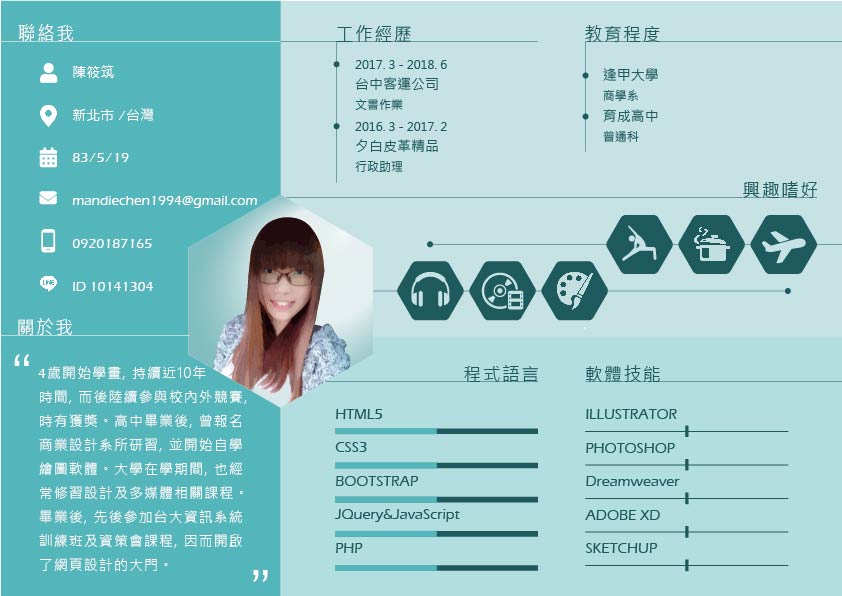 聯絡我
陳筱筑
新北市 /台灣
83/5/19
mandiechen1994@gmail.com
0920187165
LINE
ID 10141304
關於我
“
4歲開始學畫, 持續近10年
時間, 而後陸續參與校內外競賽,
時有獲獎。高中畢業後, 曾報名
商業設計系所研習, 並開始自學
繪圖軟體。大學在學期間, 也經
常修習設計及多媒體相關課程。
畢業後, 先後參加台大資訊系統
訓練班及資策會課程, 因而開啟
了網頁設計的大門。
”
工作經歷
2017. 3 - 2018. 6
台中客運公司
文書作業
2016. 3 - 2017. 2
夕白皮革精品
行政助理
教育程度
逢甲大學
商學系
育成高中
普通科
興趣嗜好
程式語言
HTML5
CSS3
BOOTSTRAP
JQuery&JavaScript
PHP
軟體技能
ILLUSTRATOR
PHOTOSHOP
Dreamweaver
ADOBE XD
SKETCHUP